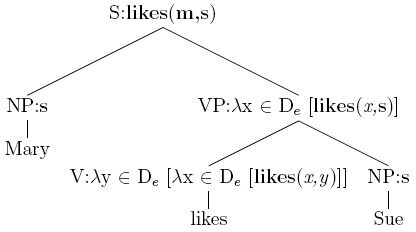 S:likes(m,s)
NP:s VP:λx ∈ Dₑ [likes(x,s)]
Mary
V:λy ∈ Dₑ [λx ∈ Dₑ [likes(x,y)]] NP:s
likes Sue